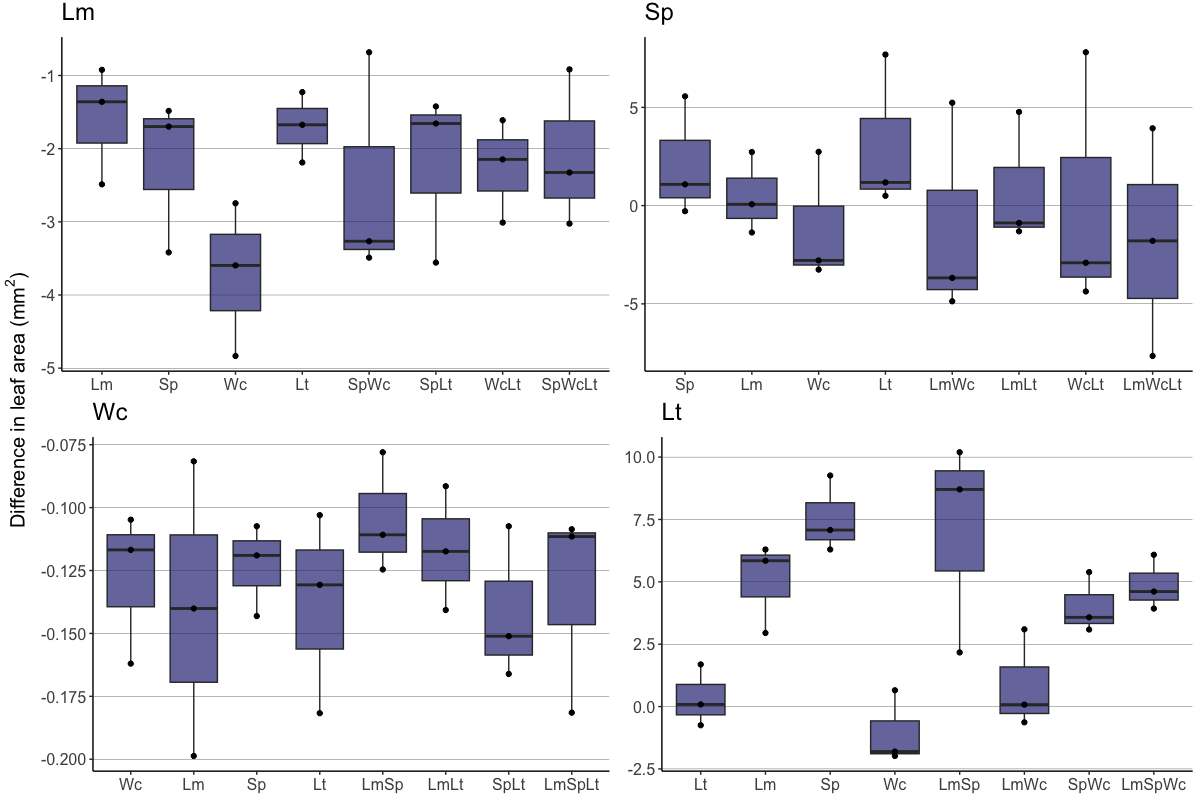 Lm
Sp
-1
-2
-3
-4
-5
Lm Sp Wc Lt SpWc SpLt WcLt SpWcLt
5
0
-5
Sp Lm Wc Lt LmWc LmLt WcLt LmWcLt
Difference in leaf area (mm²)
Wc
Lt
-0.075
-0.100
-0.125
-0.150
-0.175
-0.200
Wc Lm Sp Lt LmSp LmLt SpLt LmSpLt
10.0
7.5
5.0
2.5
0.0
-2.5
Lt Lm Sp Wc LmSp LmWc SpWc LmSpWc